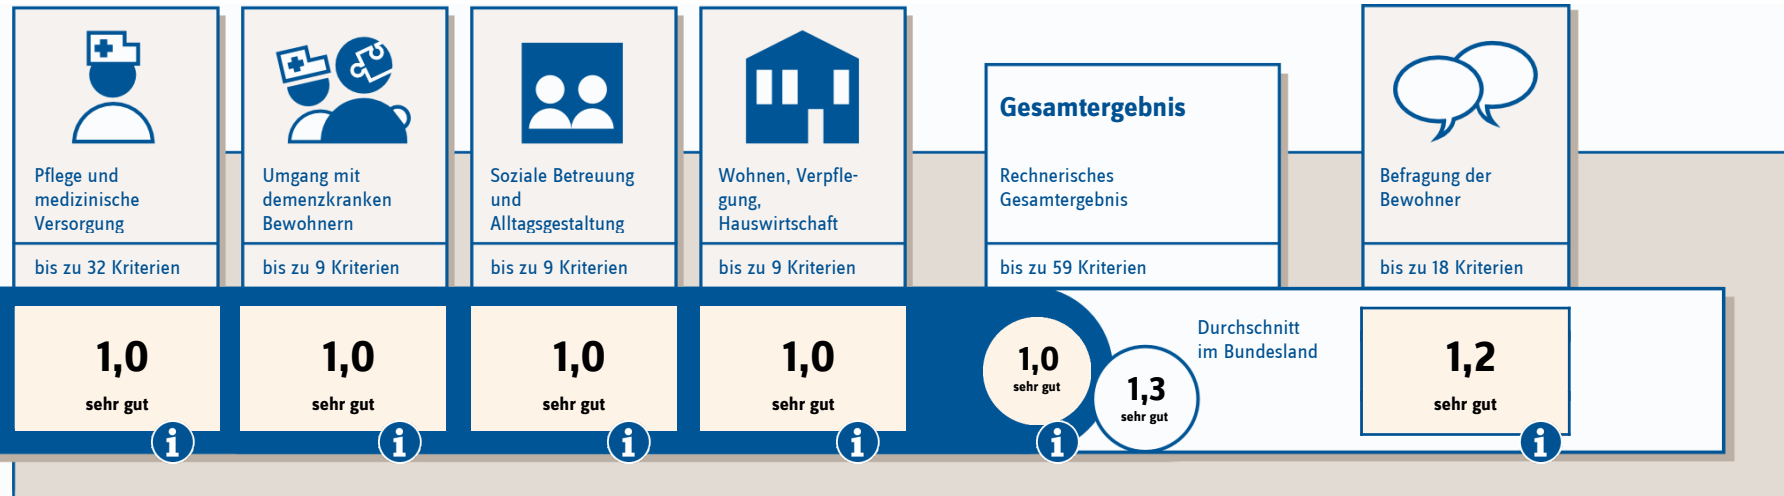 Pflege und
medizinische
Versorgung
bis zu 32 Kriterien
1,0
sehr gut
i
Umgang mit
demenzkranken
Bewohnern
bis zu 9 Kriterien
1,0
sehr gut
i
Soziale Betreuung
und
Alltagsgestaltung
bis zu 9 Kriterien
1,0
sehr gut
i
Wohnen, Verpfle-
gung,
Hauswirtschaft
bis zu 9 Kriterien
1,0
sehr gut
i
Gesamtergebnis
Rechnerisches
Gesamtergebnis
bis zu 59 Kriterien
1,0
sehr gut
i
1,3
sehr gut
Durchschnitt
im Bundesland
Befragung der
Bewohner
bis zu 18 Kriterien
1,2
sehr gut
i